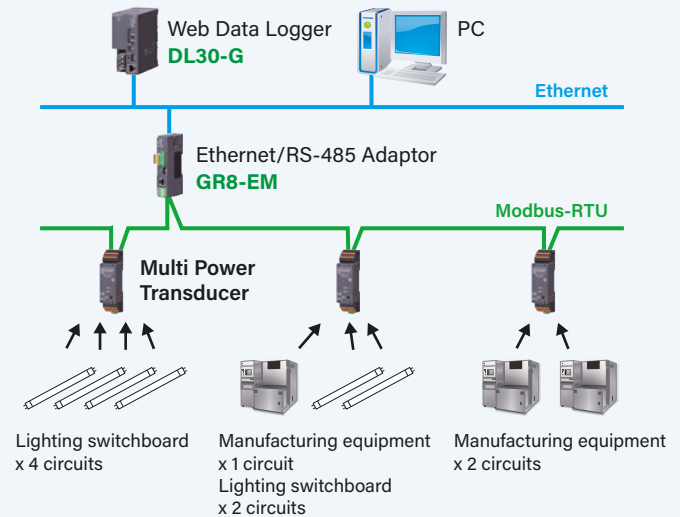 Web Data Logger
DL30-G
PC
Ethernet
Ethernet/RS-485 Adaptor
GR8-EM
Modbus-RTU
Multi Power
Transducer
Lighting switchboard
x 4 circuits
Manufacturing equipment
x 1 circuit
Lighting switchboard
x 2 circuits
Manufacturing equipment
x 2 circuits